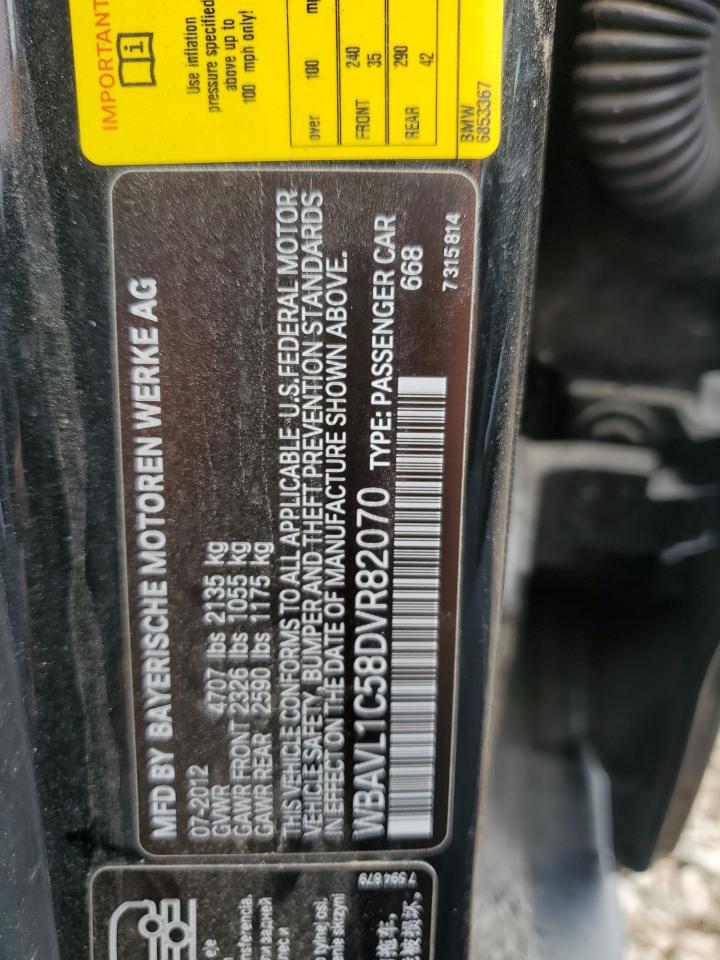 IMPORTANT
Use inflation
pressure specified
above up to
100 mph only!
over 100
FRONT 240
35
REAR 290
42
BMW
6853367
MFD BY BAYERISCHE MOTOREN WERKE AG
07-2012
GVWR 4707 lbs 2135 kg
GAWR FRONT 2326 lbs 1055 kg
GAWR REAR 2590 lbs 1175 kg
THIS VEHICLE CONFORMS TO ALL APPLICABLE U.S. FEDERAL MOTOR
VEHICLE SAFETY, BUMPER AND THEFT PREVENTION STANDARDS
IN EFFECT ON THE DATE OF MANUFACTURE SHOWN ABOVE.
WBAVL1C58DVR82070 TYPE: PASSENGER CAR
668
7315814
7594879